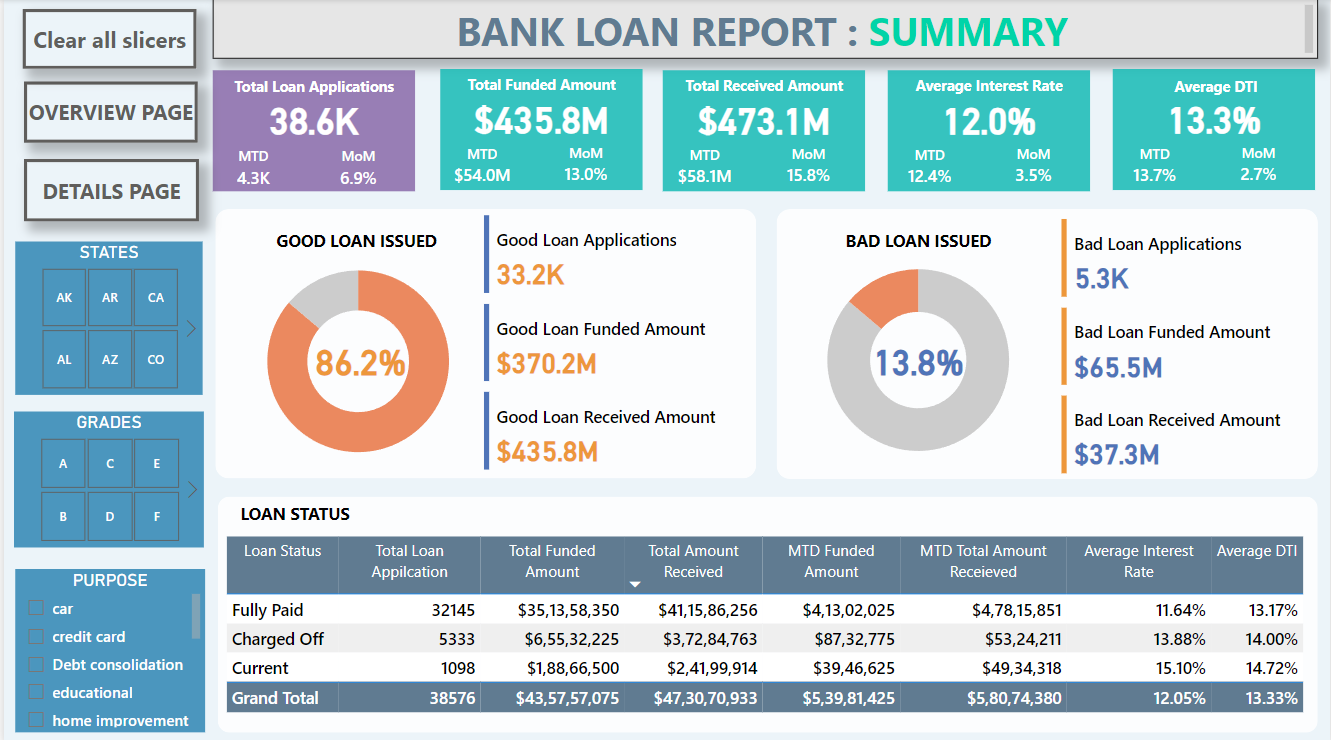 Clear all slicers
OVERVIEW PAGE
DETAILS PAGE
BANK LOAN REPORT : SUMMARY
Total Loan Applications
38.6K
MTD MoM
4.3K 6.9%
Total Funded Amount
$435.8M
MTD MoM
$54.0M 13.0%
Total Received Amount
$473.1M
MTD MoM
$58.1M 15.8%
Average Interest Rate
12.0%
MTD MoM
12.4% 3.5%
Average DTI
13.3%
MTD MoM
13.7% 2.7%
STATES
AK AR CA
AL AZ CO
GRADES
A C E
B D F
PURPOSE
car
credit card
Debt consolidation
educational
home improvement
GOOD LOAN ISSUED
86.2%
Good Loan Applications
33.2K
Good Loan Funded Amount
$370.2M
Good Loan Received Amount
$435.8M
BAD LOAN ISSUED
13.8%
Bad Loan Applications
5.3K
Bad Loan Funded Amount
$65.5M
Bad Loan Received Amount
$37.3M
LOAN STATUS
Loan Status Total Loan Total Funded Total Amount MTD Funded MTD Total Amount Average Interest Average DTI
Appilcation Amount Received Amount Receieved Rate
Fully Paid 32145 $35,13,58,350 $41,15,86,256 $4,13,02,025 $4,78,15,851 11.64% 13.17%
Charged Off 5333 $6,55,32,225 $3,72,84,763 $87,32,775 $53,24,211 13.88% 14.00%
Current 1098 $1,88,66,500 $2,41,99,914 $39,46,625 $49,34,318 15.10% 14.72%
Grand Total 38576 $43,57,57,075 $47,30,70,933 $5,39,81,425 $5,80,74,380 12.05% 13.33%